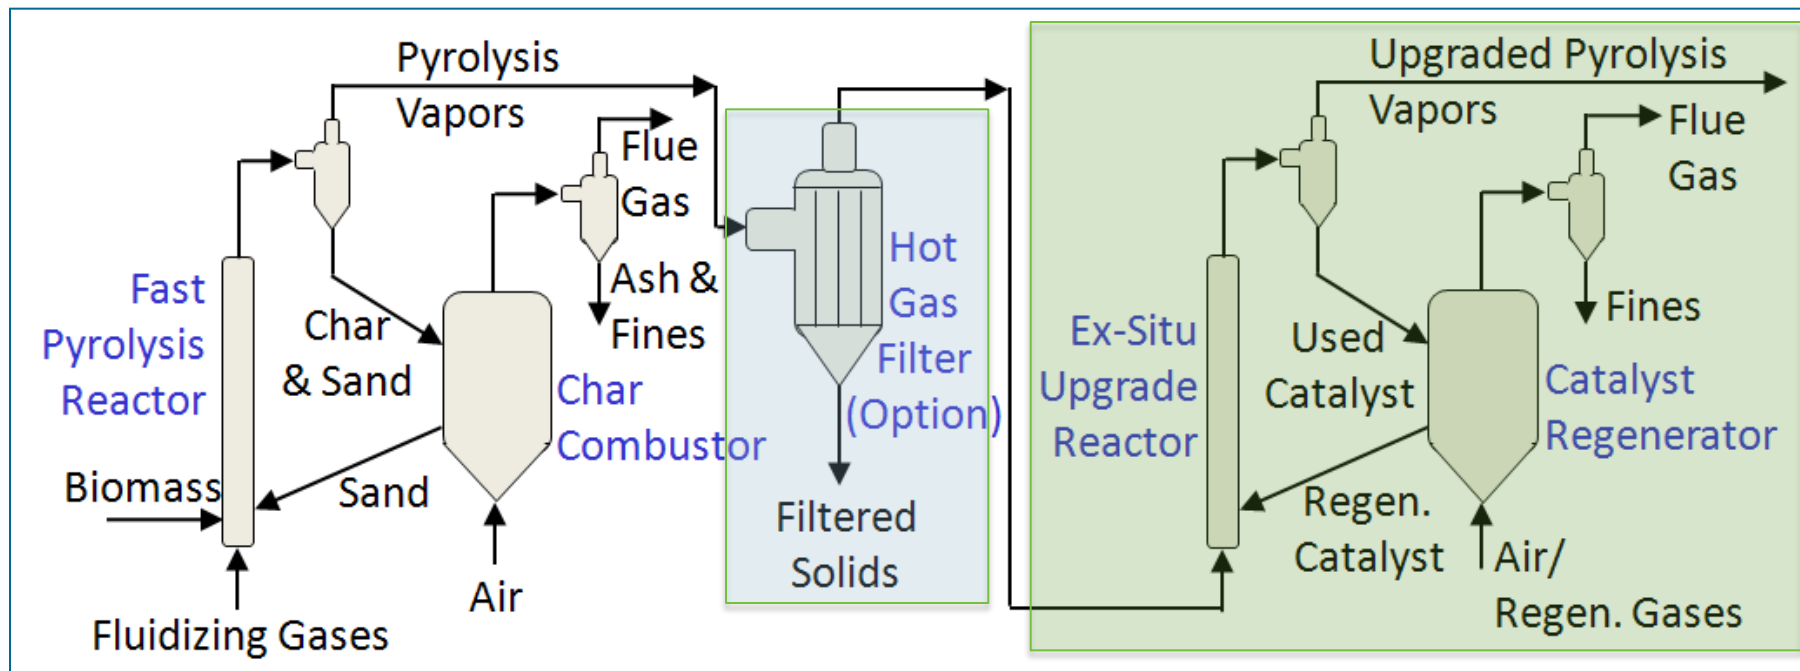 Pyrolysis
Vapors
Flue
Gas
Fast
Pyrolysis
Reactor
Char
& Sand
Ash &
Fines
Char
Combustor
Biomass
Sand
Air
Fluidizing Gases
Hot
Gas
Filter
(Option)
Filtered
Solids
Upgraded Pyrolysis
Vapors
Flue
Gas
Fines
Ex-Situ
Upgrade
Reactor
Used
Catalyst
Catalyst
Regenerator
Regen.
Catalyst
Air/
Regen. Gases